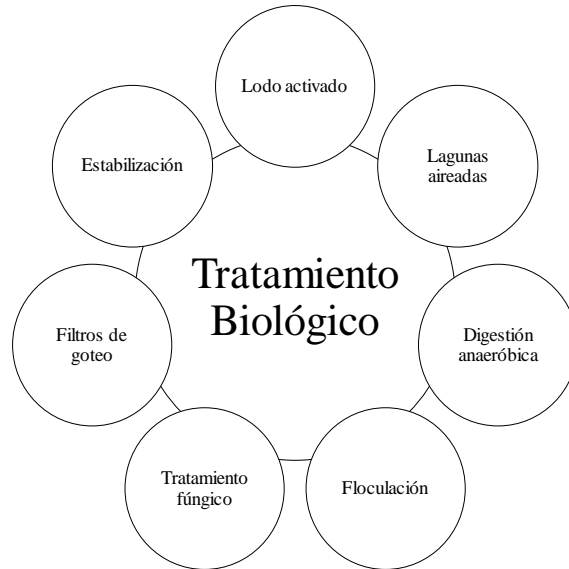 Lodo activado
Lagunas
aireadas
Digestión
anaeróbica
Floculación
Tratamiento
fúngico
Filtros de
goteo
Estabilización
Tratamiento
Biológico